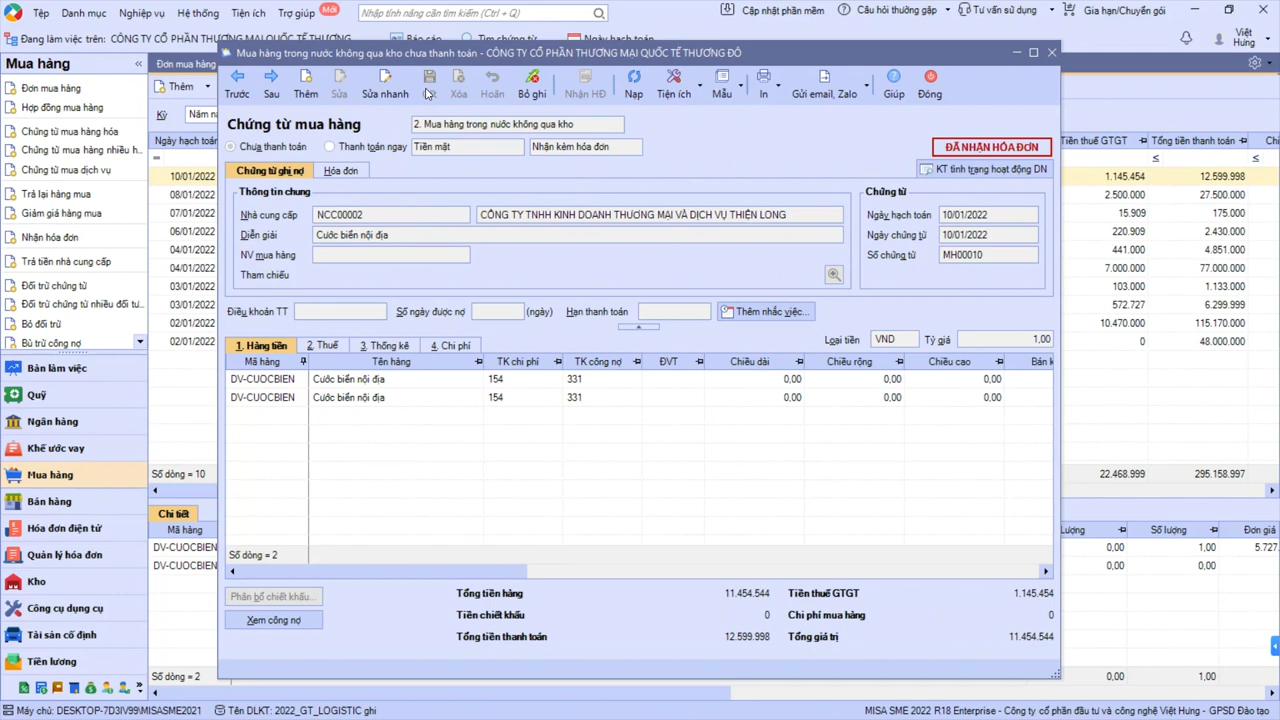 Tệp
Danh mục
Nghiệp vụ
Hệ thống
Tiện ích
Trợ giúp
Mới
Nhập tính năng cần tìm kiếm (Ctrl + Q)
Cập nhật phần mềm
Câu hỏi thường gặp
Tư vấn sử dụng
Gia hạn/Chuyển gói
Đang làm việc trên: CÔNG TY CỔ PHẦN THƯƠNG MẠI QUỐC TẾ THƯƠNG ĐÔ
Việt Hưng
Mua hàng
Đơn mua hàng
Hợp đồng mua hàng
Chứng từ mua hàng hóa
Chứng từ mua hàng nhiều h...
Chứng từ mua dịch vụ
Trả lại hàng mua
Giảm giá hàng mua
Nhận hóa đơn
Trả tiền nhà cung cấp
Đối trừ chứng từ
Đối trừ chứng từ nhiều đối tư...
Bỏ đối trừ
Bù trừ công nợ
Bàn làm việc
Quỹ
Ngân hàng
Khế ước vay
Mua hàng
Bán hàng
Hóa đơn điện tử
Quản lý hóa đơn
Kho
Công cụ dụng cụ
Tài sản cố định
Tiền lương
Thêm
Kỳ
Ngày hạch toán
=
10/01/2022
08/01/2022
07/01/2022
06/01/2022
04/01/2022
04/01/2022
03/01/2022
03/01/2022
02/01/2022
02/01/2022
Số dòng = 10
Chi tiết
Mã hàng
DV-CUOCBIEN
DV-CUOCBIEN
Số dòng = 2
Mua hàng trong nước không qua kho chưa thanh toán - CÔNG TY CỔ PHẦN THƯƠNG MẠI QUỐC TẾ THƯƠNG ĐÔ
Trước
Sau
Thêm
Sửa
Sửa nhanh
Xóa
Hoãn
Bỏ ghi
Nhận HĐ
Nạp
Tiện ích
Mẫu
In
Gửi email, Zalo
Giúp
Đóng
Chứng từ mua hàng
2. Mua hàng trong nước không qua kho
Chưa thanh toán
Thanh toán ngay
Tiền mặt
Nhận kèm hóa đơn
ĐÃ NHẬN HÓA ĐƠN
Chứng từ ghi nợ
Hóa đơn
KT tình trạng hoạt động DN
Thông tin chung
Nhà cung cấp
NCC00002
CÔNG TY TNHH KINH DOANH THƯƠNG MẠI VÀ DỊCH VỤ THIÊN LONG
Diễn giải
Cước biển nội địa
NV mua hàng
Tham chiếu
Chứng từ
Ngày hạch toán
10/01/2022
Ngày chứng từ
10/01/2022
Số chứng từ
MH00010
Điều khoản TT
Số ngày được nợ
(ngày)
Hạn thanh toán
Thêm nhắc việc...
1. Hàng tiền
2. Thuế
3. Thống kê
4. Chi phí
Loại tiền
VND
Tỷ giá
1,00
Mã hàng
Tên hàng
TK chi phí
TK công nợ
ĐVT
Chiều dài
Chiều rộng
Chiều cao
Bán k
DV-CUOCBIEN
Cước biển nội địa
154
331
0,00
0,00
0,00
DV-CUOCBIEN
Cước biển nội địa
154
331
0,00
0,00
0,00
Số dòng = 2
Phân bổ chiết khấu...
Xem công nợ
Tổng tiền hàng
11.454.544
Tiền thuế GTGT
1.145.454
Tiền chiết khấu
0
Chi phí mua hàng
0
Tổng tiền thanh toán
12.599.998
Tổng giá trị
11.454.544
Tiền thuế GTGT
Tổng thanh toán
≤
≤
≤
1.145.454
12.599.998
2.500.000
27.500.000
15.909
175.000
220.909
2.430.000
441.000
4.851.000
7.000.000
77.000.000
103.000
1.133.000
572.727
6.299.999
10.470.000
115.170.000
0
48.000.000
22.468.999
295.158.997
Số lượng
Đơn giá
0,00
1,00
5.727.
0,00
0,00
0,00
1,00
Máy chủ: DESKTOP-7D3IV99\MISASME2021
Tên DLKT: 2022_GT_LOGISTIC ghi
MISA SME 2022 R18 Enterprise - Công ty cổ phần đầu tư và công nghệ Việt Hưng - GPSD Đào tạo